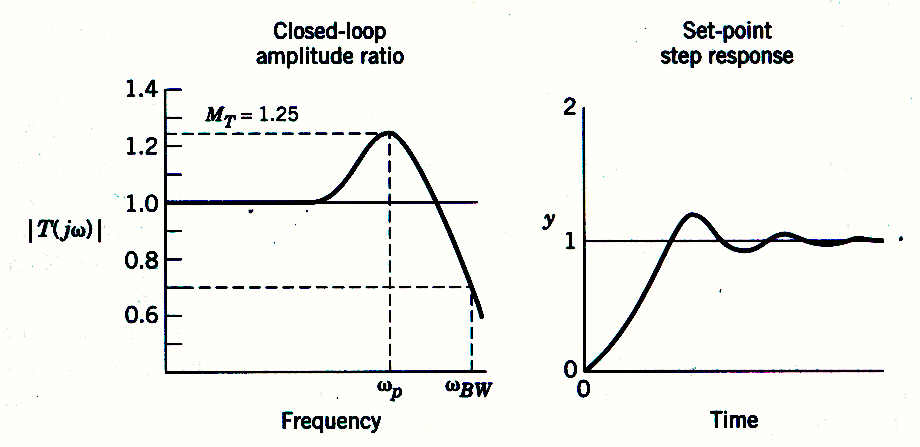 Closed-loop
amplitude ratio
1.4
M_T = 1.25
1.2
1.0
|T(jω)|
0.8
0.6
ω_p
ω_BW
Frequency
Set-point
step response
2
y
1
0
0
Time